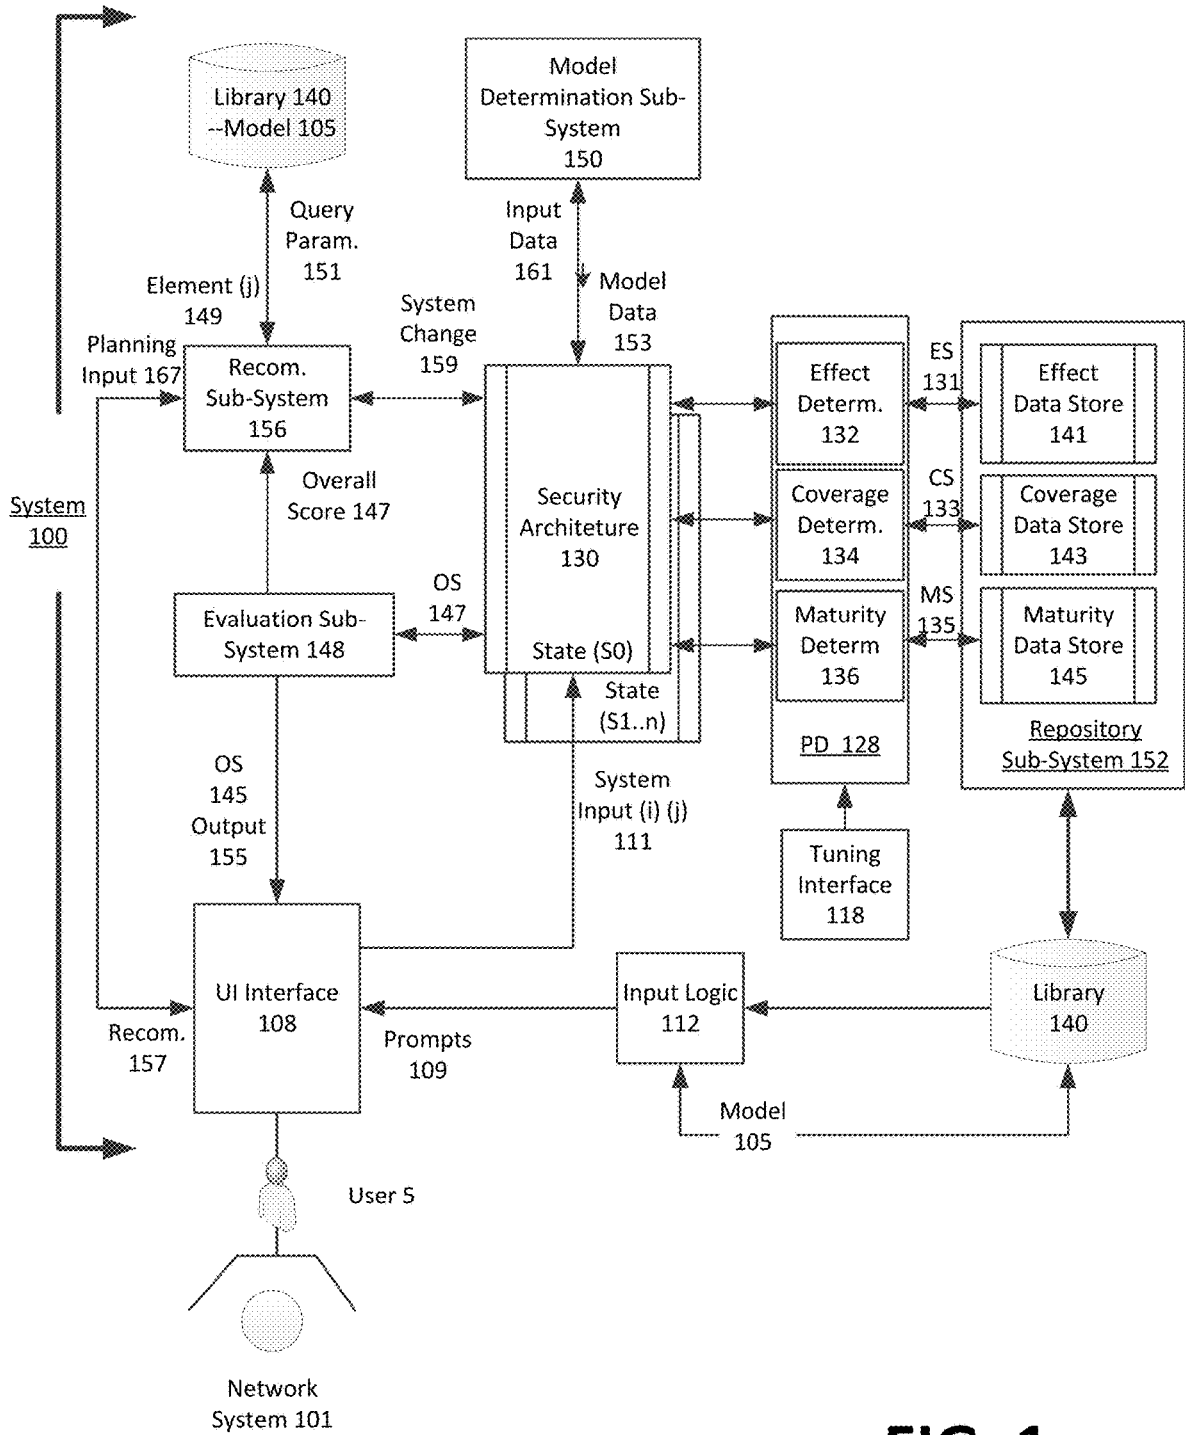 Library 140
--Model 105
Model
Determination Sub-
System
150
Query
Param.
151
Input
Data
161
Element (j)
149
Model
Data
153
System
Change
159
Planning
Input 167
Recom.
Sub-System
156
Effect
Determ.
132
ES
131
Effect
Data Store
141
Overall
Score 147
System
100
Security
Architeture
130
Coverage
Determ.
134
CS
133
Coverage
Data Store
143
OS
147
Evaluation Sub-
System 148
State (S0)
Maturity
Determ
136
MS
135
Maturity
Data Store
145
State
(S1..n)
PD 128
Repository
Sub-System 152
OS
145
Output
155
System
Input (i) (j)
111
Tuning
Interface
118
UI Interface
108
Input Logic
112
Library
140
Recom.
157
Prompts
109
Model
105
User 5
Network
System 101
FIG. 1